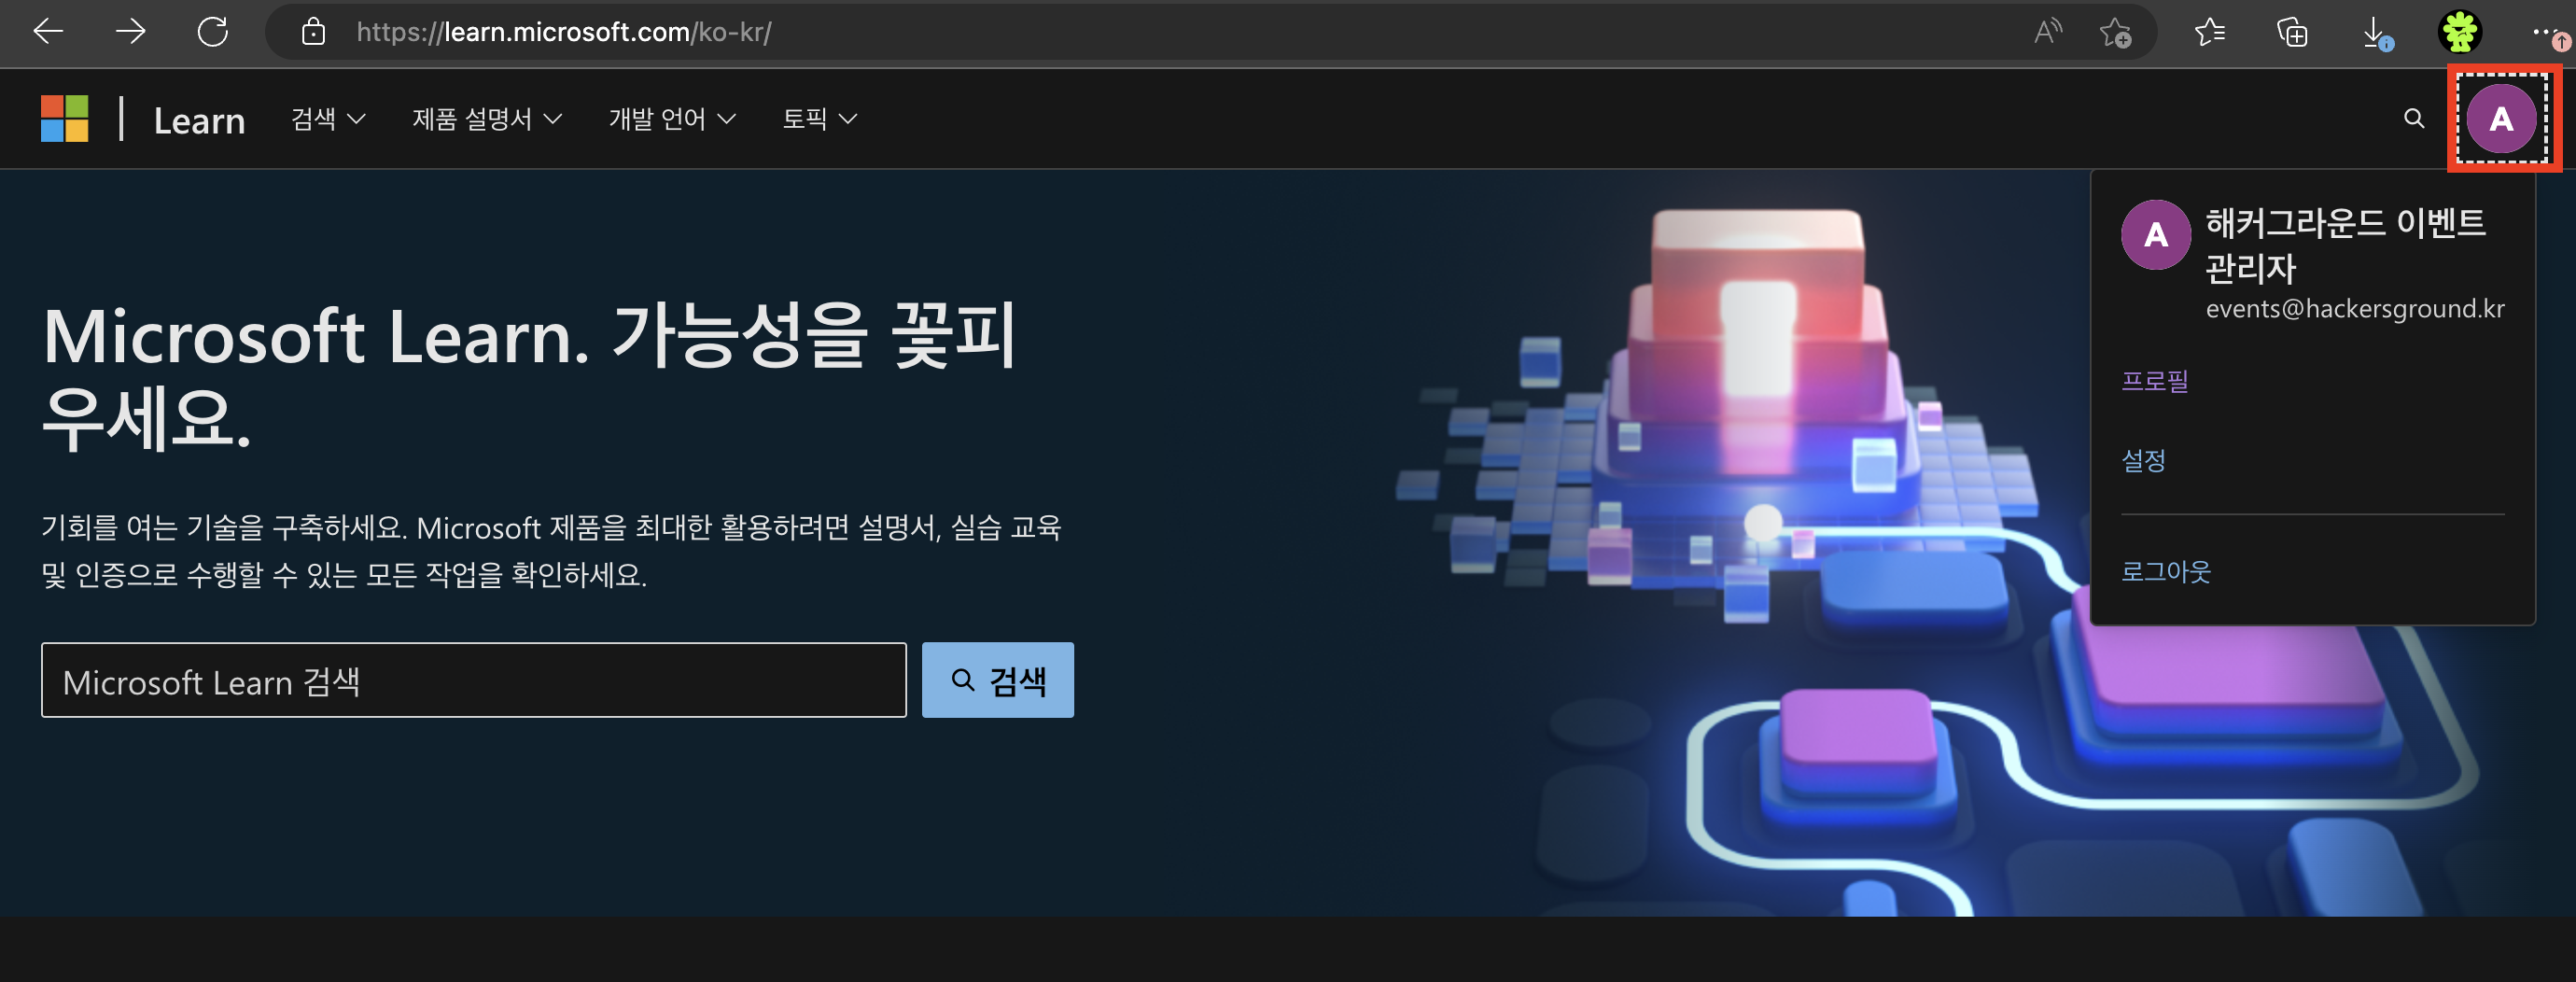 https://learn.microsoft.com/ko-kr/
Learn 검색 제품 설명서 개발 언어 토픽
A
A
해커그라운드 이벤트
관리자
events@hackersground.kr
프로필
설정
로그아웃
Microsoft Learn. 가능성을 꽃피
우세요.
기회를 여는 기술을 구축하세요. Microsoft 제품을 최대한 활용하려면 설명서, 실습 교육
및 인증으로 수행할 수 있는 모든 작업을 확인하세요.
Microsoft Learn 검색
검색